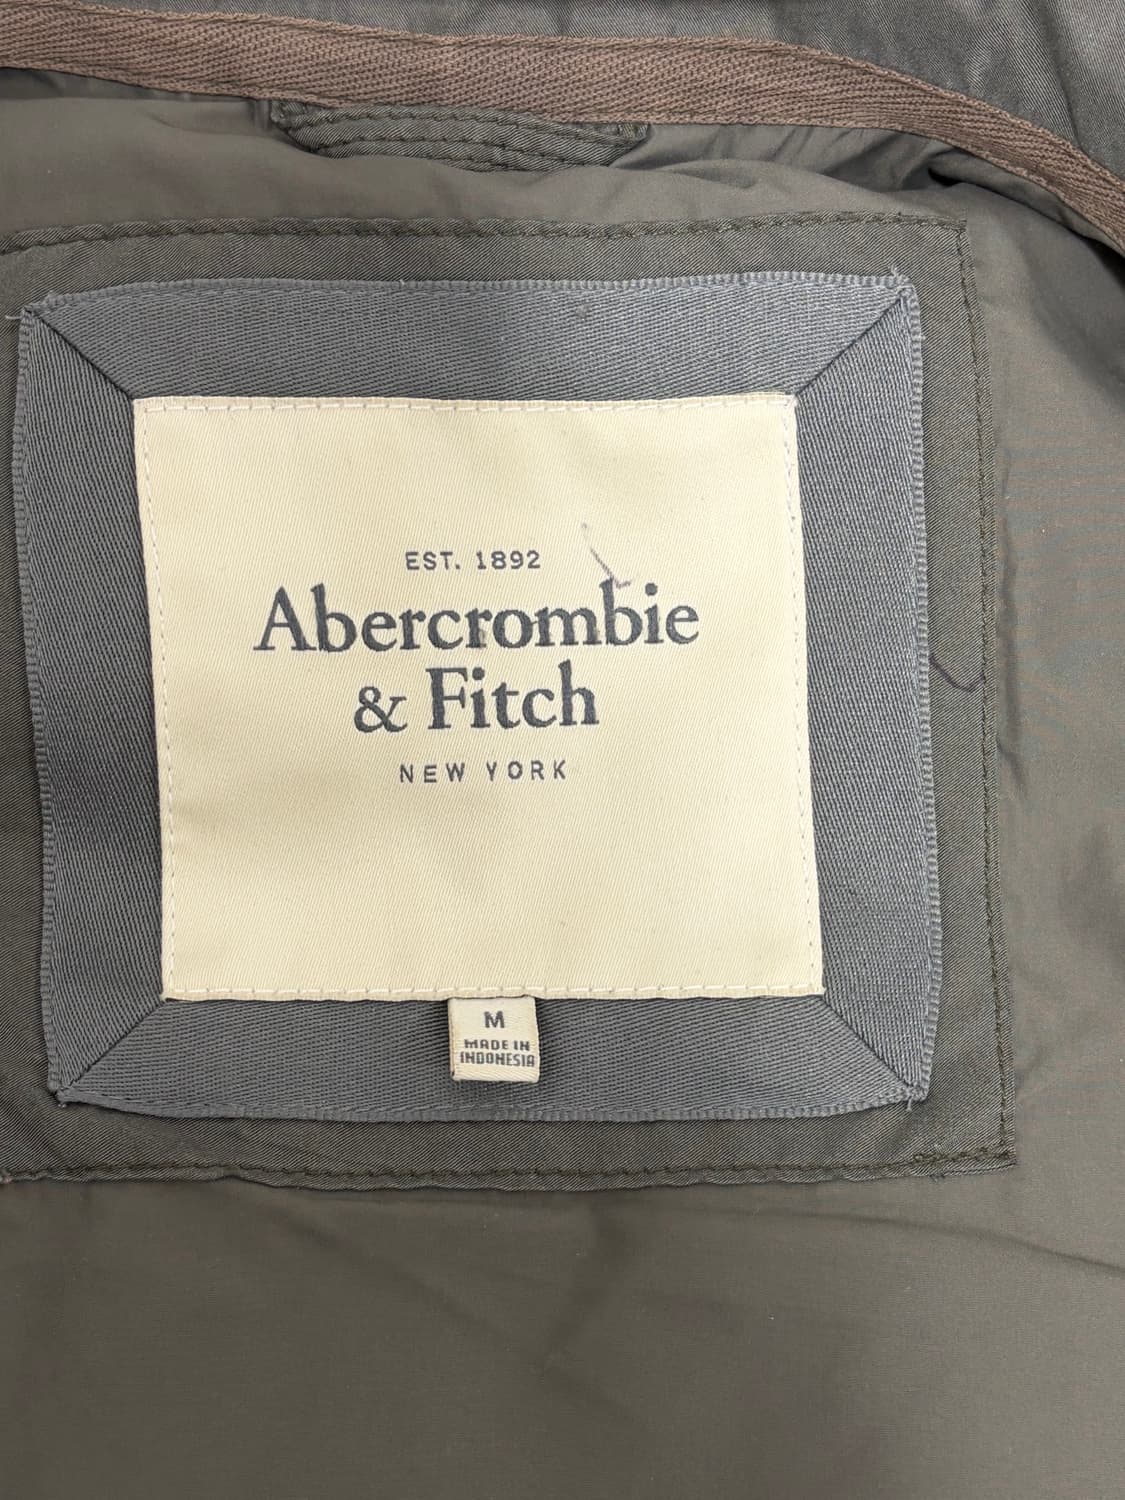 EST. 1892
Abercrombie
& Fitch
NEW YORK
M
MADE IN
INDONESIA